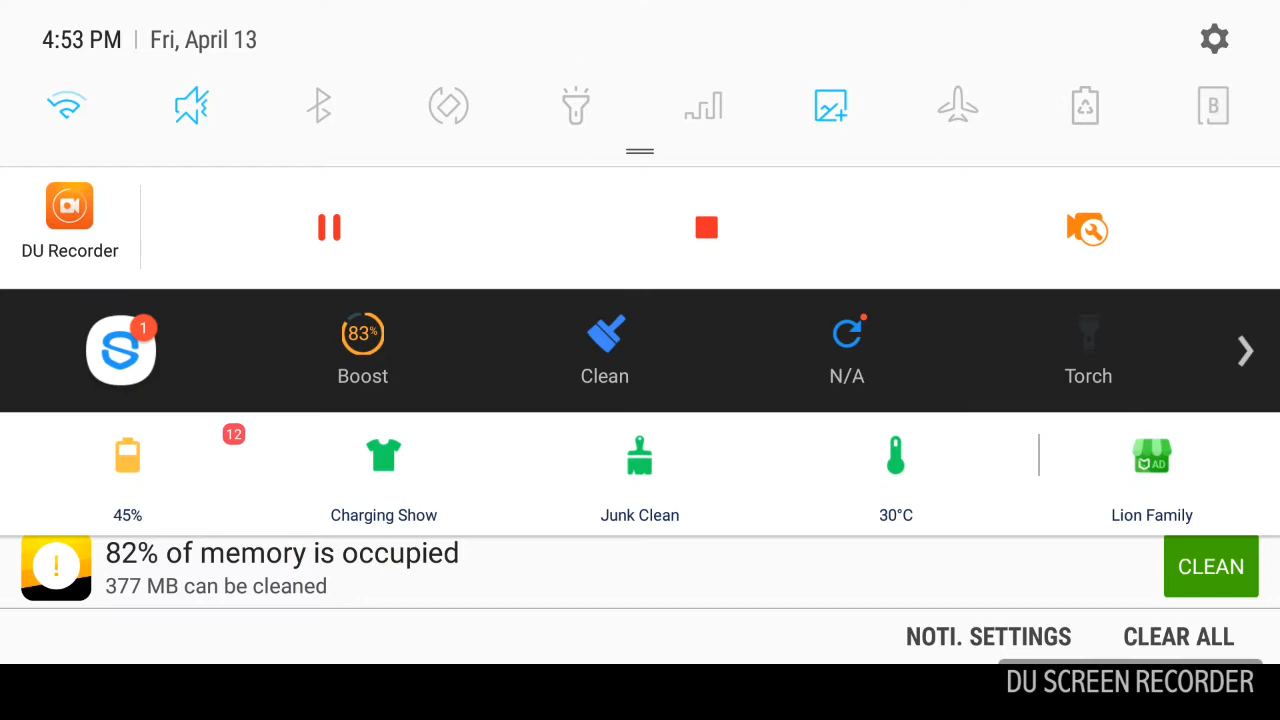 4:53 PM | Fri, April 13
B
DU Recorder
1
83%
Boost
Clean
N/A
Torch
12
AD
45%
Charging Show
Junk Clean
30°C
Lion Family
82% of memory is occupied
377 MB can be cleaned
CLEAN
NOTI. SETTINGS
CLEAR ALL
DU SCREEN RECORDER